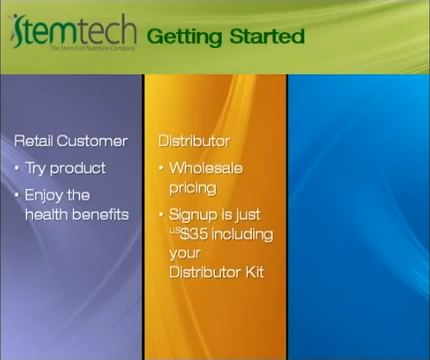 Stemtech
The Stem Cell Nutrition Company
Getting Started
Retail Customer
• Try product
• Enjoy the
health benefits
Distributor
• Wholesale
pricing
• Signup is just
US$35 including
your
Distributor Kit